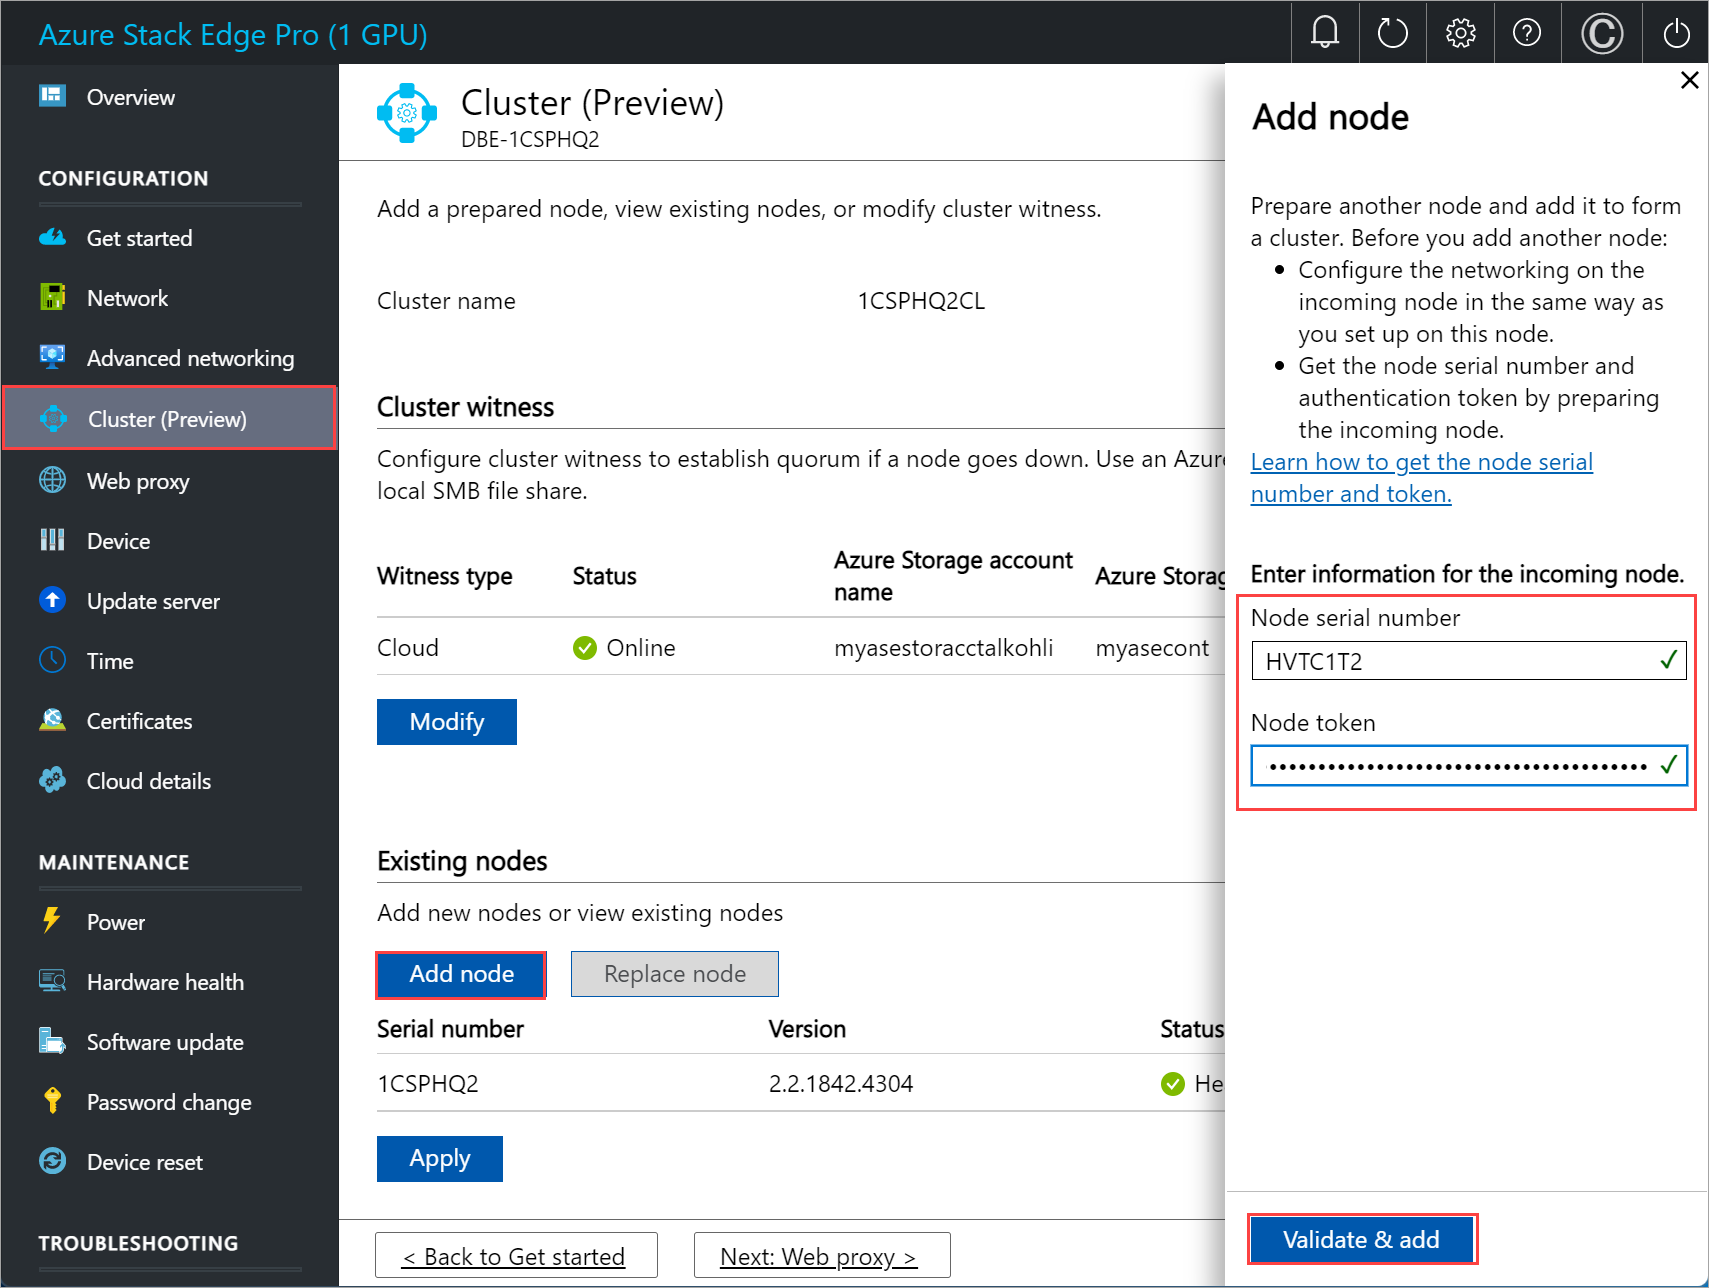 Azure Stack Edge Pro (1 GPU)
Overview
CONFIGURATION
Get started
Network
Advanced networking
Cluster (Preview)
Web proxy
Device
Update server
Time
Certificates
Cloud details
MAINTENANCE
Power
Hardware health
Software update
Password change
Device reset
TROUBLESHOOTING
Cluster (Preview)
DBE-1CSPHQ2
Add a prepared node, view existing nodes, or modify cluster witness.
Cluster name 1CSPHQ2CL
Cluster witness
Configure cluster witness to establish quorum if a node goes down. Use an Azure
local SMB file share.
Witness type Status Azure Storage account name Azure Storag
Cloud Online myasestoracctalkohli myasecont
Modify
Existing nodes
Add new nodes or view existing nodes
Add node Replace node
Serial number Version Status
1CSPHQ2 2.2.1842.4304 He
Apply
< Back to Get started Next: Web proxy >
Add node
Prepare another node and add it to form
a cluster. Before you add another node:
• Configure the networking on the
incoming node in the same way as
you set up on this node.
• Get the node serial number and
authentication token by preparing
the incoming node.
Learn how to get the node serial
number and token.
Enter information for the incoming node.
Node serial number
HVTC1T2
Node token
Validate & add